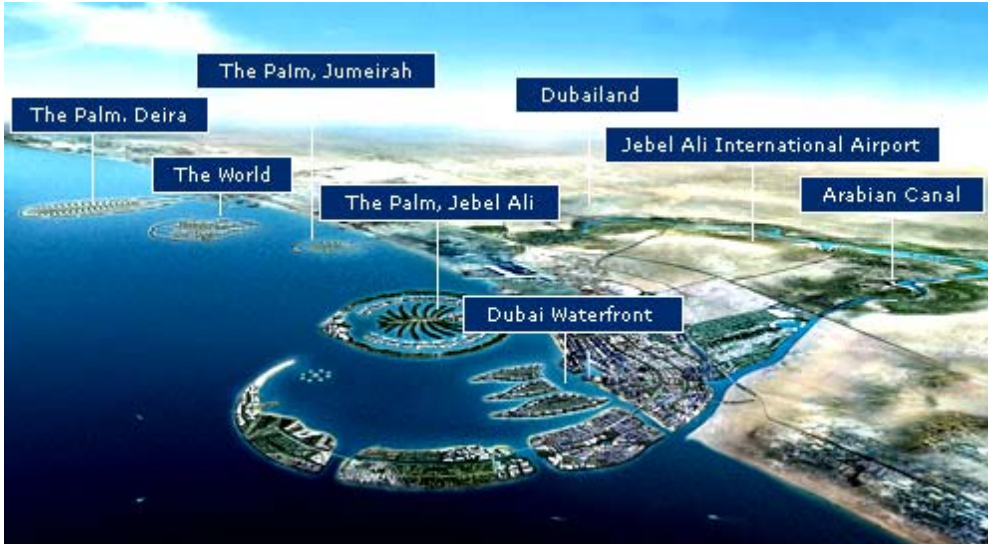 The Palm, Jumeirah
Dubailand
The Palm. Deira
Jebel Ali International Airport
The World
The Palm, Jebel Ali
Arabian Canal
Dubai Waterfront